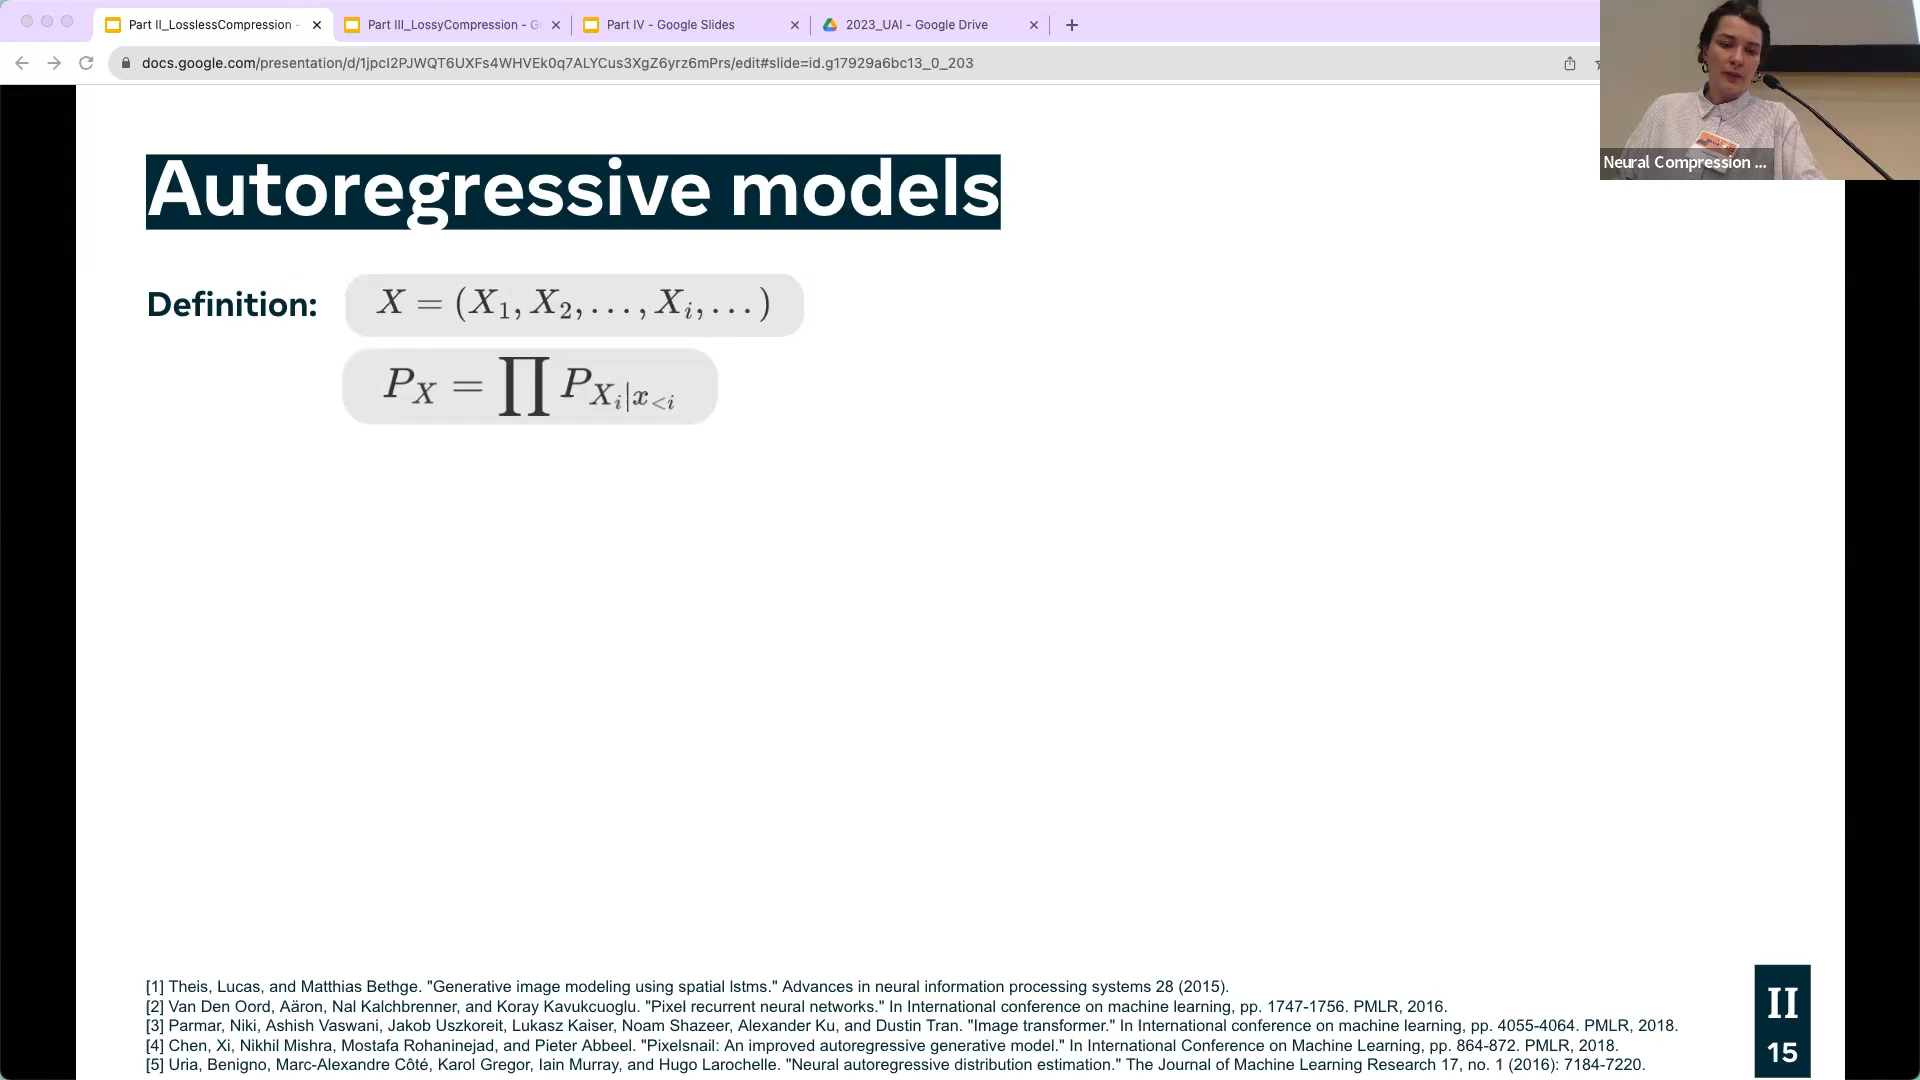 Part II_LosslessCompression -
Part III_LossyCompression - G
Part IV - Google Slides
2023_UAI - Google Drive
docs.google.com/presentation/d/1jpcI2PJWQT6UXFs4WHVEk0q7ALYCus3XgZ6yrz6mPrs/edit#slide=id.g17929a6bc13_0_203
Neural Compression ...
Autoregressive models
Definition: X = (X_1, X_2, . . . , X_i, . . . )
P_X = ∏ P_{X_i|x_{<i}}
[1] Theis, Lucas, and Matthias Bethge. "Generative image modeling using spatial lstms." Advances in neural information processing systems 28 (2015).
[2] Van Den Oord, Aäron, Nal Kalchbrenner, and Koray Kavukcuoglu. "Pixel recurrent neural networks." In International conference on machine learning, pp. 1747-1756. PMLR, 2016.
[3] Parmar, Niki, Ashish Vaswani, Jakob Uszkoreit, Lukasz Kaiser, Noam Shazeer, Alexander Ku, and Dustin Tran. "Image transformer." In International conference on machine learning, pp. 4055-4064. PMLR, 2018.
[4] Chen, Xi, Nikhil Mishra, Mostafa Rohaninejad, and Pieter Abbeel. "Pixelsnail: An improved autoregressive generative model." In International Conference on Machine Learning, pp. 864-872. PMLR, 2018.
[5] Uria, Benigno, Marc-Alexandre Côté, Karol Gregor, Iain Murray, and Hugo Larochelle. "Neural autoregressive distribution estimation." The Journal of Machine Learning Research 17, no. 1 (2016): 7184-7220.
II
15